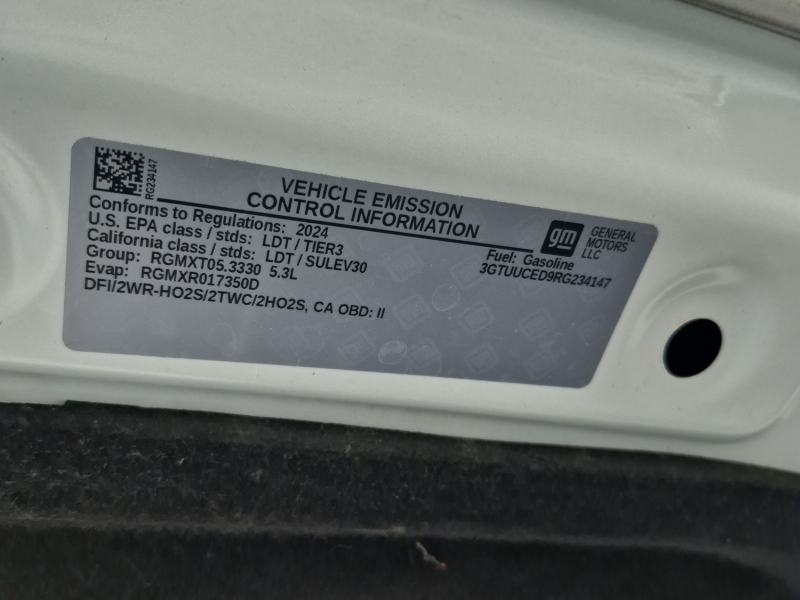 RG234147
VEHICLE EMISSION
CONTROL INFORMATION
Conforms to Regulations: 2024
U.S. EPA class / stds: LDT / TIER3
California class / stds: LDT / SULEV30
Group: RGMXT05.3330 5.3L
Evap: RGMXR017350D
DFI/2WR-HO2S/2TWC/2HO2S, CA OBD: II
gm
GENERAL
MOTORS
LLC
Fuel: Gasoline
3GTUUCED9RG234147